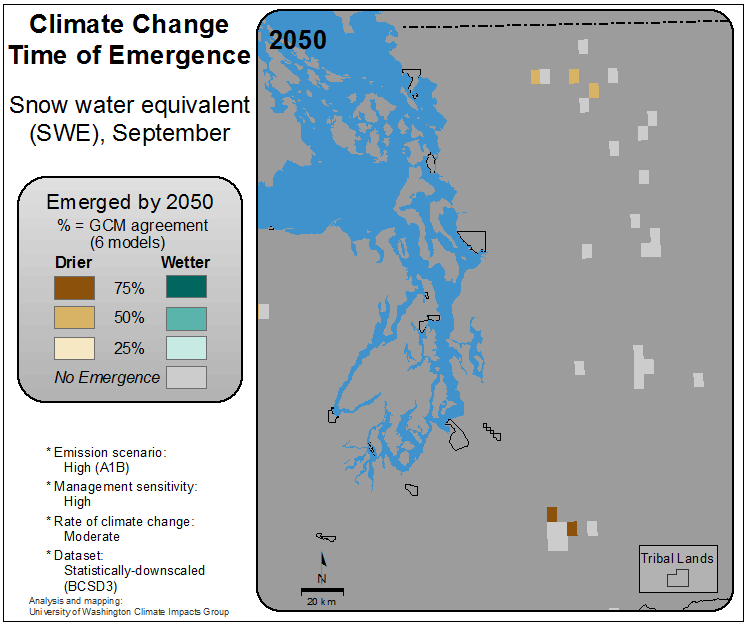 Climate Change
Time of Emergence
Snow water equivalent
(SWE), September
Emerged by 2050
% = GCM agreement
(6 models)
Drier Wetter
75%
50%
25%
No Emergence
* Emission scenario:
High (A1B)
* Management sensitivity:
High
* Rate of climate change:
Moderate
* Dataset:
Statistically-downscaled
(BCSD3)
Analysis and mapping:
University of Washington Climate Impacts Group
2050
N
20 km
Tribal Lands